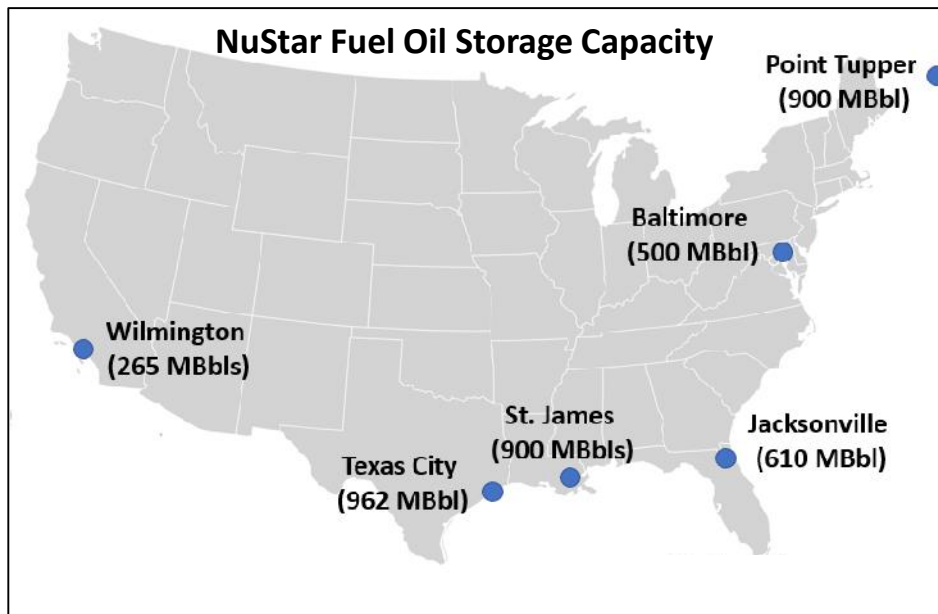 NuStar Fuel Oil Storage Capacity
Point Tupper
(900 MBbl)
Baltimore
(500 MBbl)
Wilmington
(265 MBbls)
St. James
(900 MBbls)
Jacksonville
(610 MBbl)
Texas City
(962 MBbl)